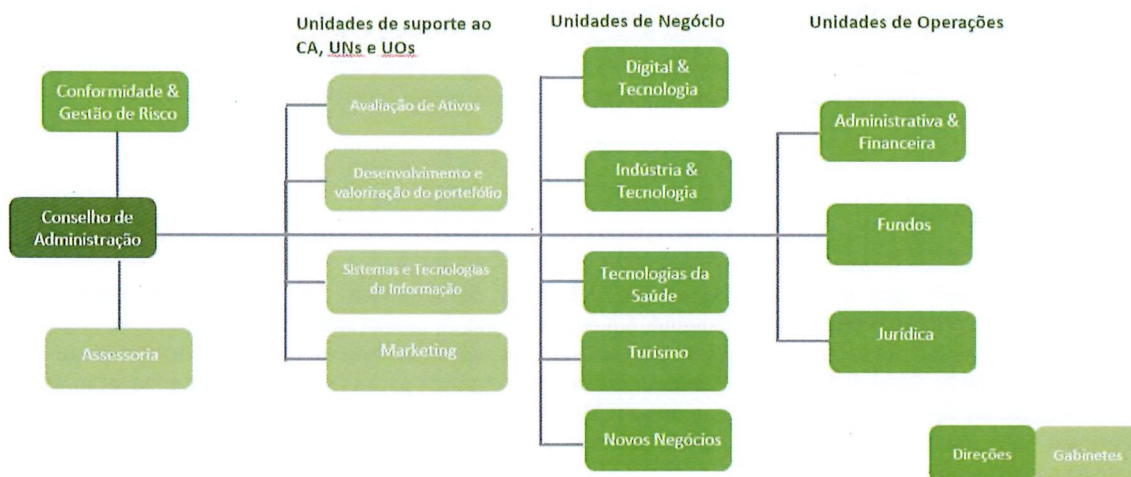 Unidades de suporte ao
CA, UNs e UOs
Unidades de Negócio
Unidades de Operações
Conformidade &
Gestão de Risco
Conselho de
Administração
Assessoria
Avaliação de Ativos
Desenvolvimento e
valorização do portefólio
Sistemas e Tecnologias
da Informação
Marketing
Digital &
Tecnologia
Indústria &
Tecnologia
Tecnologias da
Saúde
Turismo
Novos Negócios
Administrativa &
Financeira
Fundos
Jurídica
Direções
Gabinetes